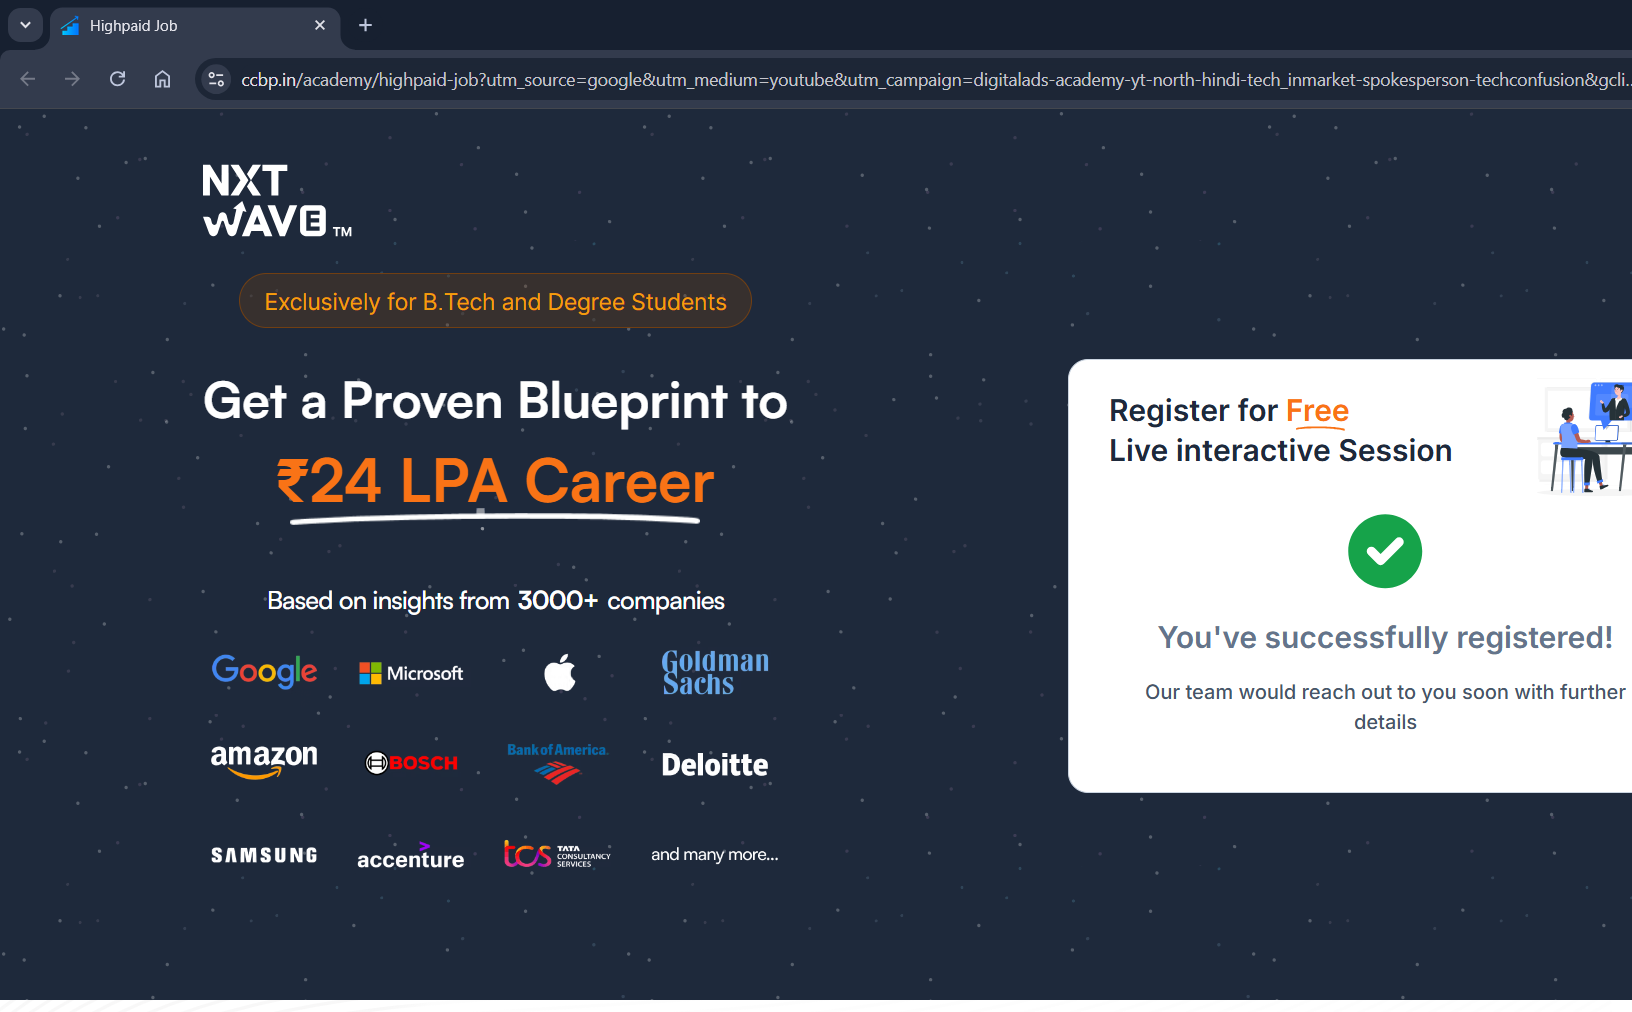 Highpaid Job
ccbp.in/academy/highpaid-job?utm_source=google&utm_medium=youtube&utm_campaign=digitalads-academy-yt-north-hindi-tech_inmarket-spokesperson-techconfusion&gcli...
NXT
WAVE TM
Exclusively for B.Tech and Degree Students
Get a Proven Blueprint to
₹24 LPA Career
Based on insights from 3000+ companies
Google Microsoft Goldman
Sachs
amazon BOSCH Bank of America. Deloitte
SAMSUNG accenture tcs TATA
CONSULTANCY
SERVICES
and many more...
Register for Free
Live interactive Session
You've successfully registered!
Our team would reach out to you soon with further
details